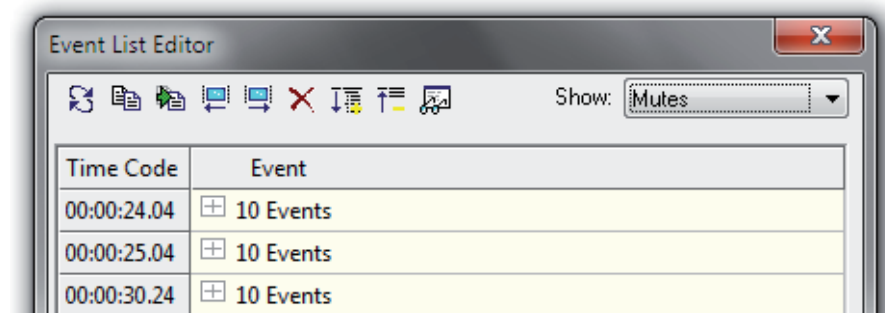 Event List Editor
Show: Mutes
Time Code Event
00:00:24.04 10 Events
00:00:25.04 10 Events
00:00:30.24 10 Events